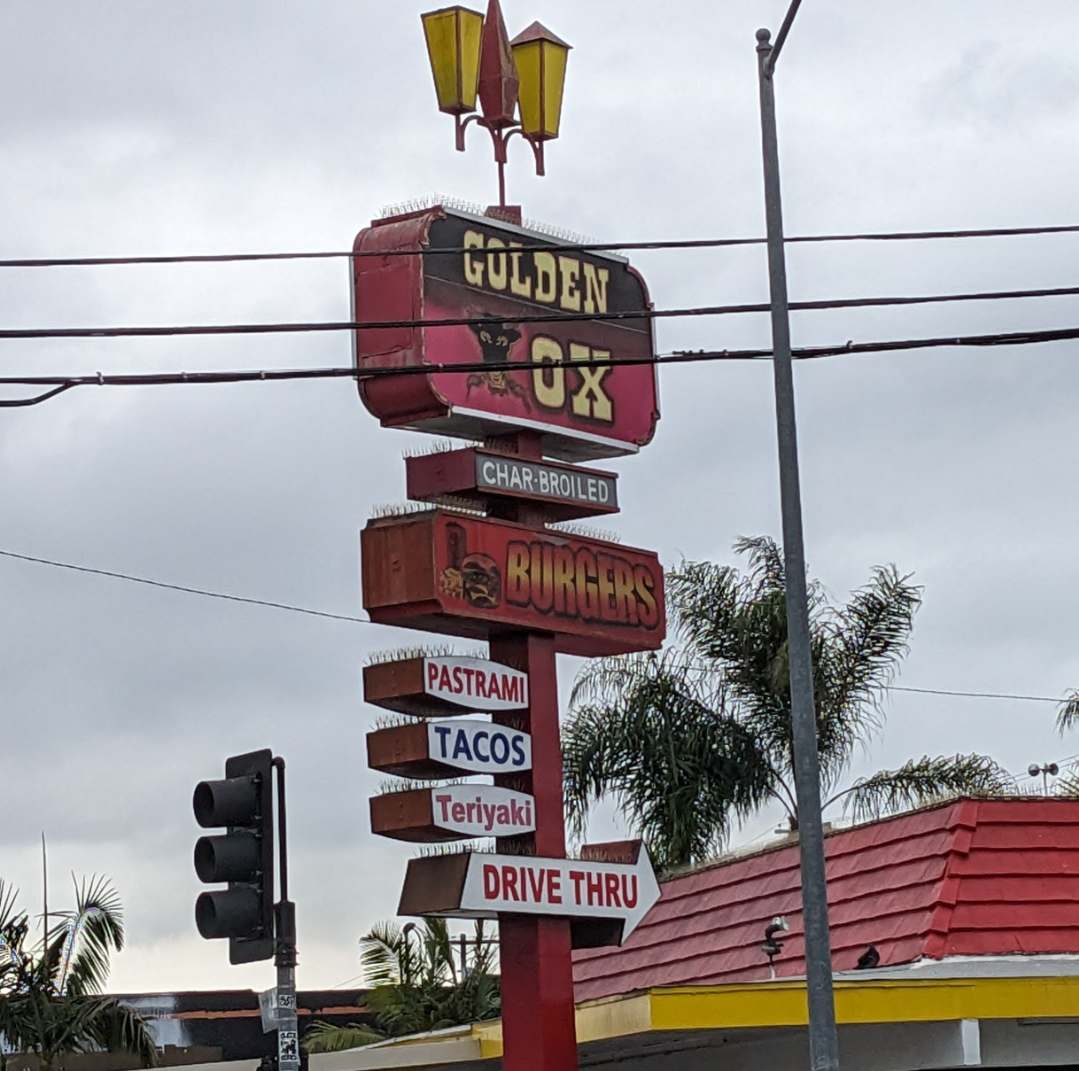 GOLDEN
OX
CHAR-BROILED
BURGERS
PASTRAMI
TACOS
Teriyaki
DRIVE THRU